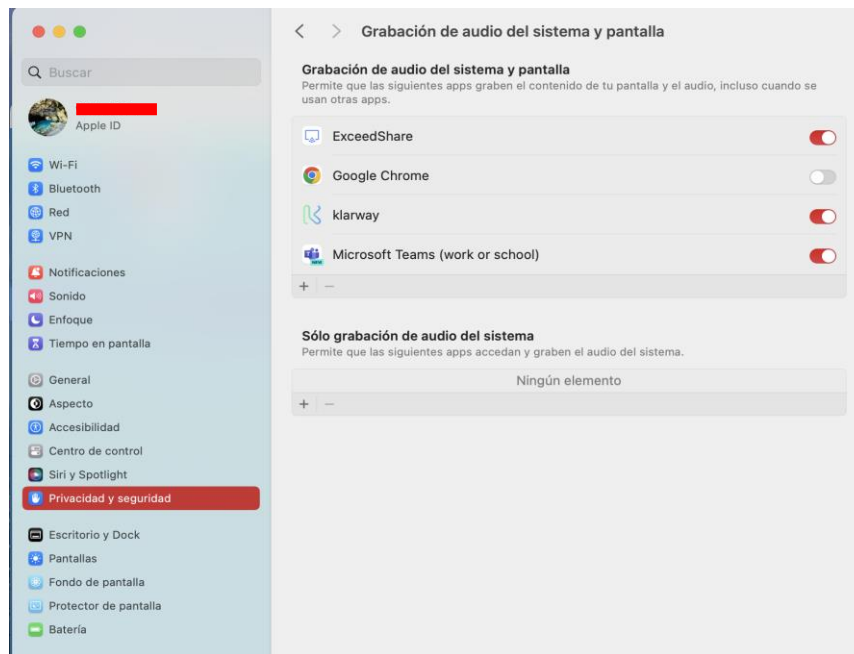 Buscar
Apple ID
Wi-Fi
Bluetooth
Red
VPN
Notificaciones
Sonido
Enfoque
Tiempo en pantalla
General
Aspecto
Accesibilidad
Centro de control
Siri y Spotlight
Privacidad y seguridad
Escritorio y Dock
Pantallas
Fondo de pantalla
Protector de pantalla
Batería
Grabación de audio del sistema y pantalla
Grabación de audio del sistema y pantalla
Permite que las siguientes apps graben el contenido de tu pantalla y el audio, incluso cuando se
usan otras apps.
ExceedShare
Google Chrome
klarway
Microsoft Teams (work or school)
Sólo grabación de audio del sistema
Permite que las siguientes apps accedan y graben el audio del sistema.
Ningún elemento